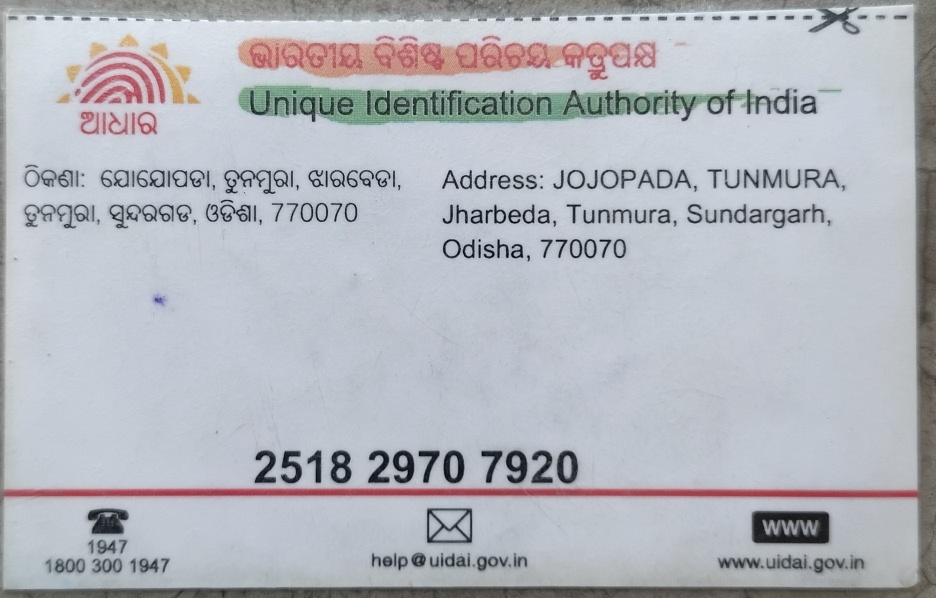 ଭାରତୀୟ ବିଶିଷ୍ଟ ପରିଚୟ କର୍ତ୍ତୃପକ୍ଷ
Unique Identification Authority of India
ଆଧାର
ଠିକଣା: ଯୋଯୋପଡା, ତୁନମୁରା, ଝାରବେଡା,
ତୁନମୁରା, ସୁନ୍ଦରଗଡ, ଓଡିଶା, 770070
Address: JOJOPADA, TUNMURA,
Jharbeda, Tunmura, Sundargarh,
Odisha, 770070
2518 2970 7920
1947
1800 300 1947
help@uidai.gov.in
WWW
www.uidai.gov.in